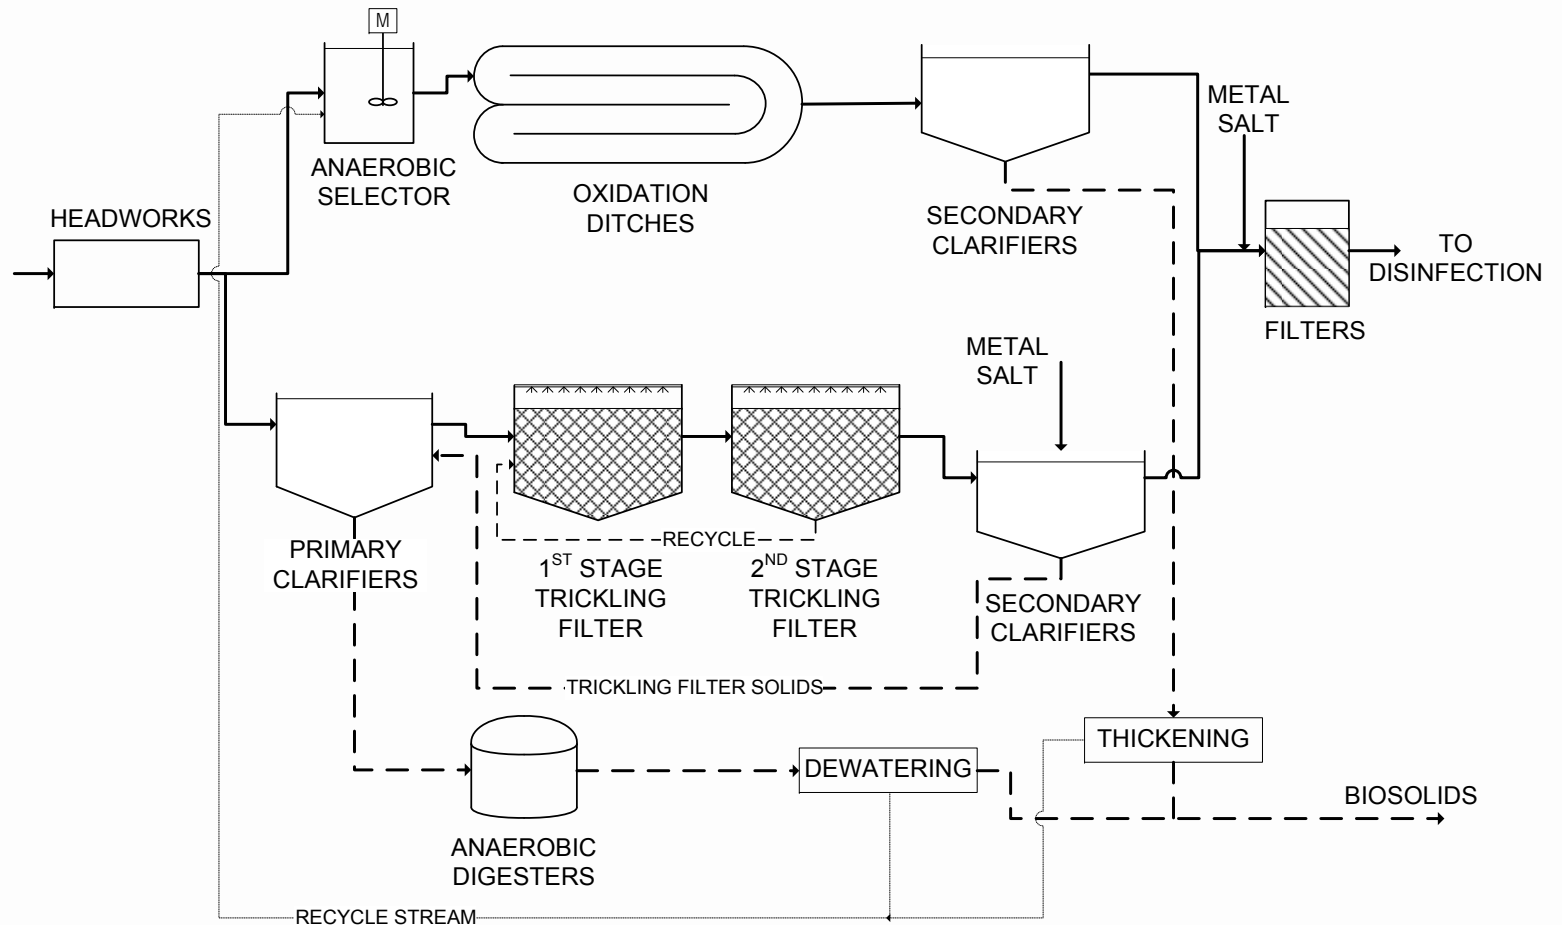 M
METAL
SALT
ANAEROBIC
SELECTOR
OXIDATION
DITCHES
SECONDARY
CLARIFIERS
HEADWORKS
TO
DISINFECTION
FILTERS
METAL
SALT
RECYCLE
PRIMARY
CLARIFIERS
1ST STAGE
TRICKLING
FILTER
2ND STAGE
TRICKLING
FILTER
SECONDARY
CLARIFIERS
TRICKLING FILTER SOLIDS
THICKENING
DEWATERING
BIOSOLIDS
ANAEROBIC
DIGESTERS
RECYCLE STREAM